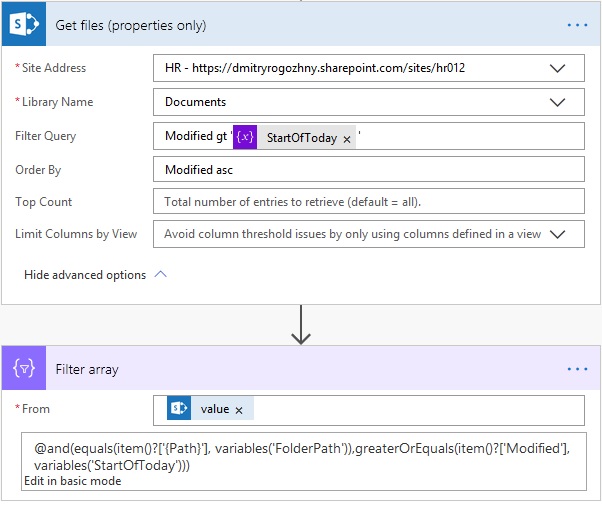 Get files (properties only)
* Site Address HR - https://dmitryrogozhny.sharepoint.com/sites/hr012
* Library Name Documents
Filter Query Modified gt '{x} StartOfToday × '
Order By Modified asc
Top Count Total number of entries to retrieve (default = all).
Limit Columns by View Avoid column threshold issues by only using columns defined in a view
Hide advanced options
Filter array
* From value ×
@and(equals(item()?['{Path}'], variables('FolderPath')),greaterOrEquals(item()?['Modified'],
variables('StartOfToday')))
Edit in basic mode